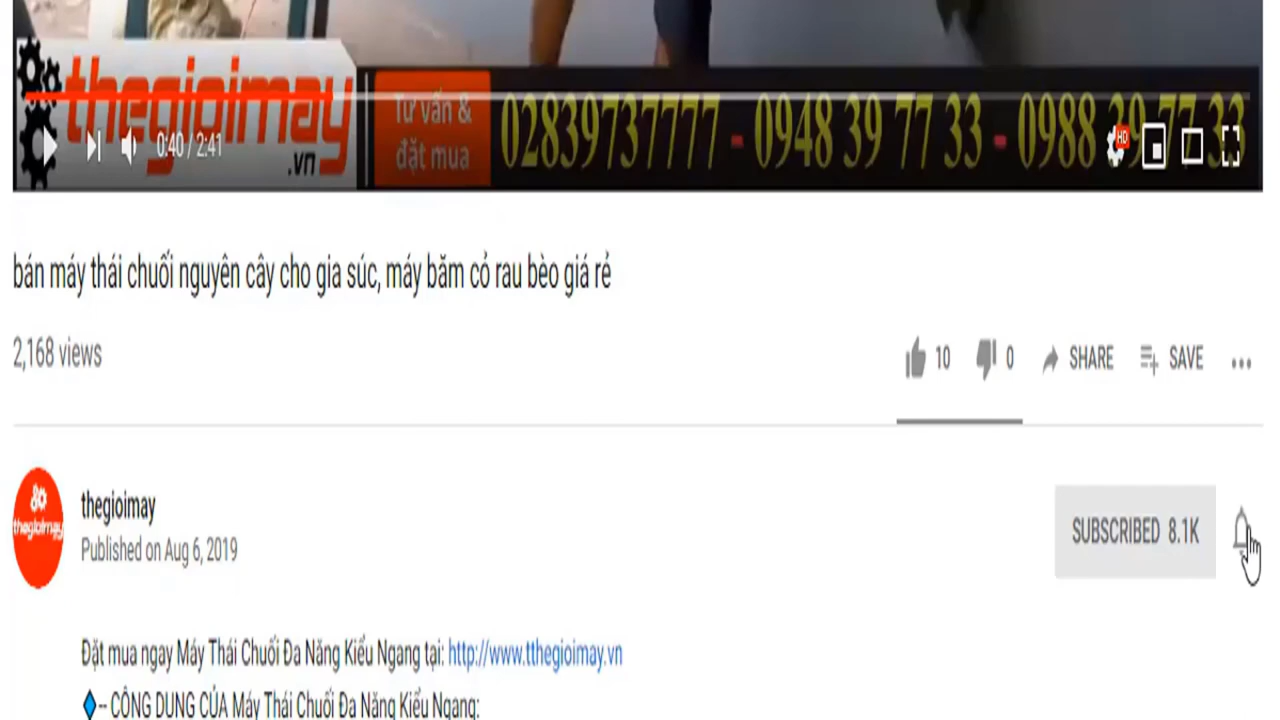 thegioimay
.vn
Tư vấn &
đặt mua
02839737777 - 0948 39 77 33 - 0988 39 77 33
0:40 / 2:41
HD
bán máy thái chuối nguyên cây cho gia súc, máy băm cỏ rau bèo giá rẻ
2,168 views
10 0 SHARE SAVE
thegioimay
thegioimay
Published on Aug 6, 2019
SUBSCRIBED 8.1K
Đặt mua ngay Máy Thái Chuối Đa Năng Kiểu Ngang tại: http://www.tthegioimay.vn
-- CÔNG DỤNG CỦA Máy Thái Chuối Đa Năng Kiểu Ngang: